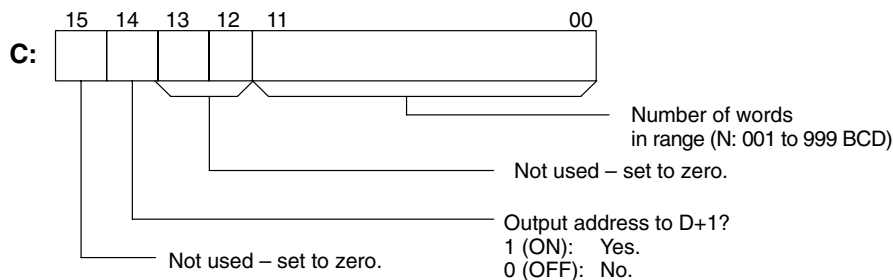 15 14 13 12 11 00
C:
Number of words
in range (N: 001 to 999 BCD)
Not used – set to zero.
Output address to D+1?
1 (ON): Yes.
Not used – set to zero.
0 (OFF): No.